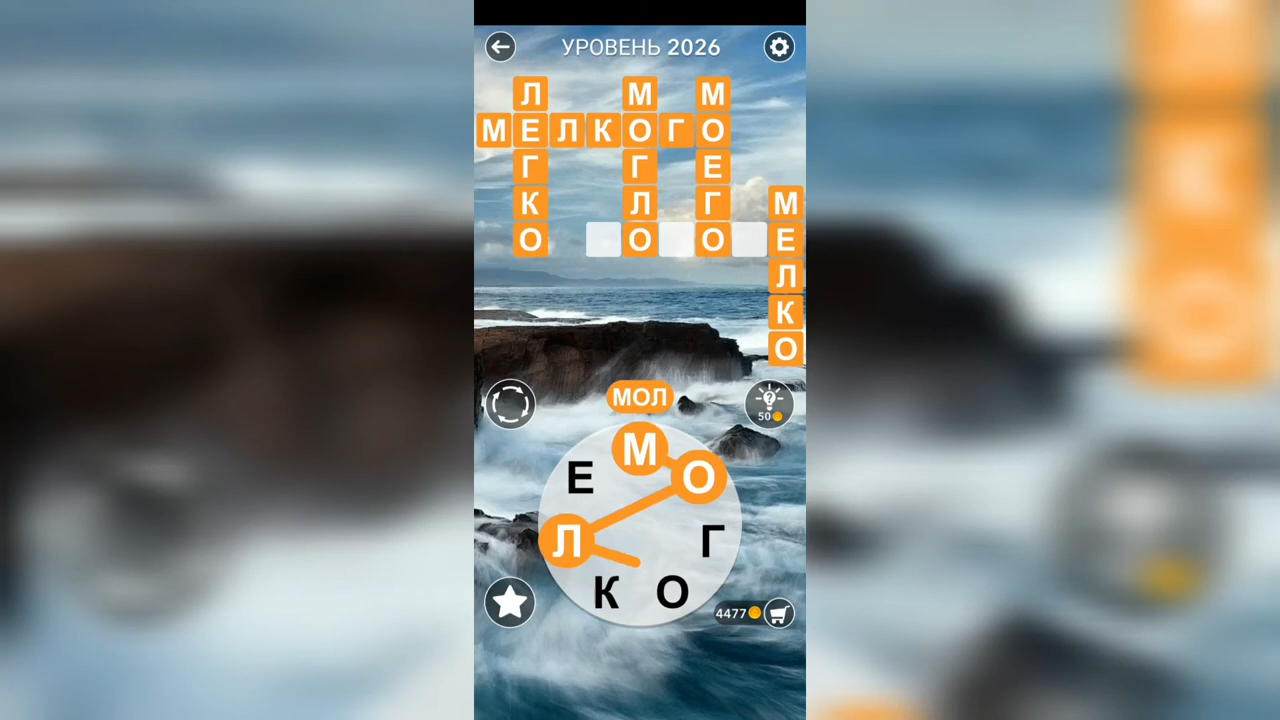 УРОВЕНЬ 2026
Л М М
МЕЛКОГО
Г Г Е
К Л Г М
О О О Е
Л
К
О
МОЛ
50
М
Е О
Л Г
К О
4477